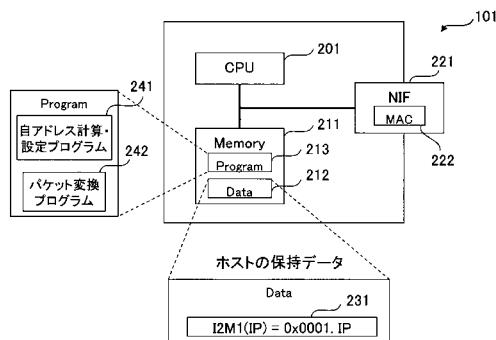 101
201
CPU
221
NIF
MAC
222
Program
241
自アドレス計算・
設定プログラム
242
パケット変換
プログラム
211
Memory
213
Program
212
Data
ホストの保持データ
Data
231
I2M1(IP) = 0x0001. IP